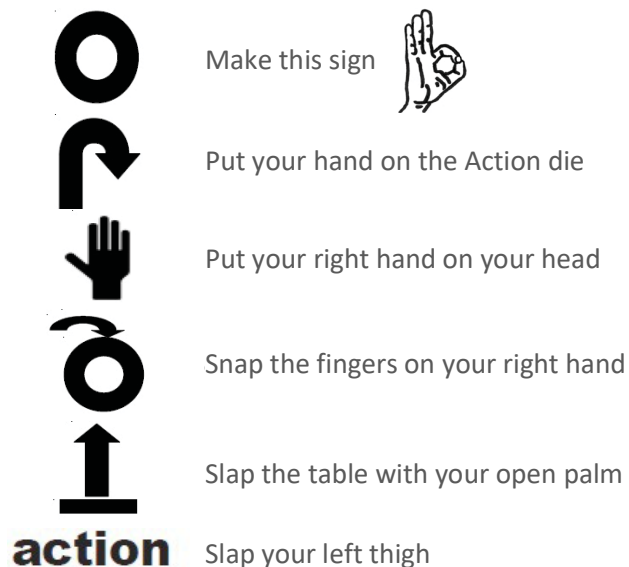 Make this sign
Put your hand on the Action die
Put your right hand on your head
Snap the fingers on your right hand
Slap the table with your open palm
action Slap your left thigh